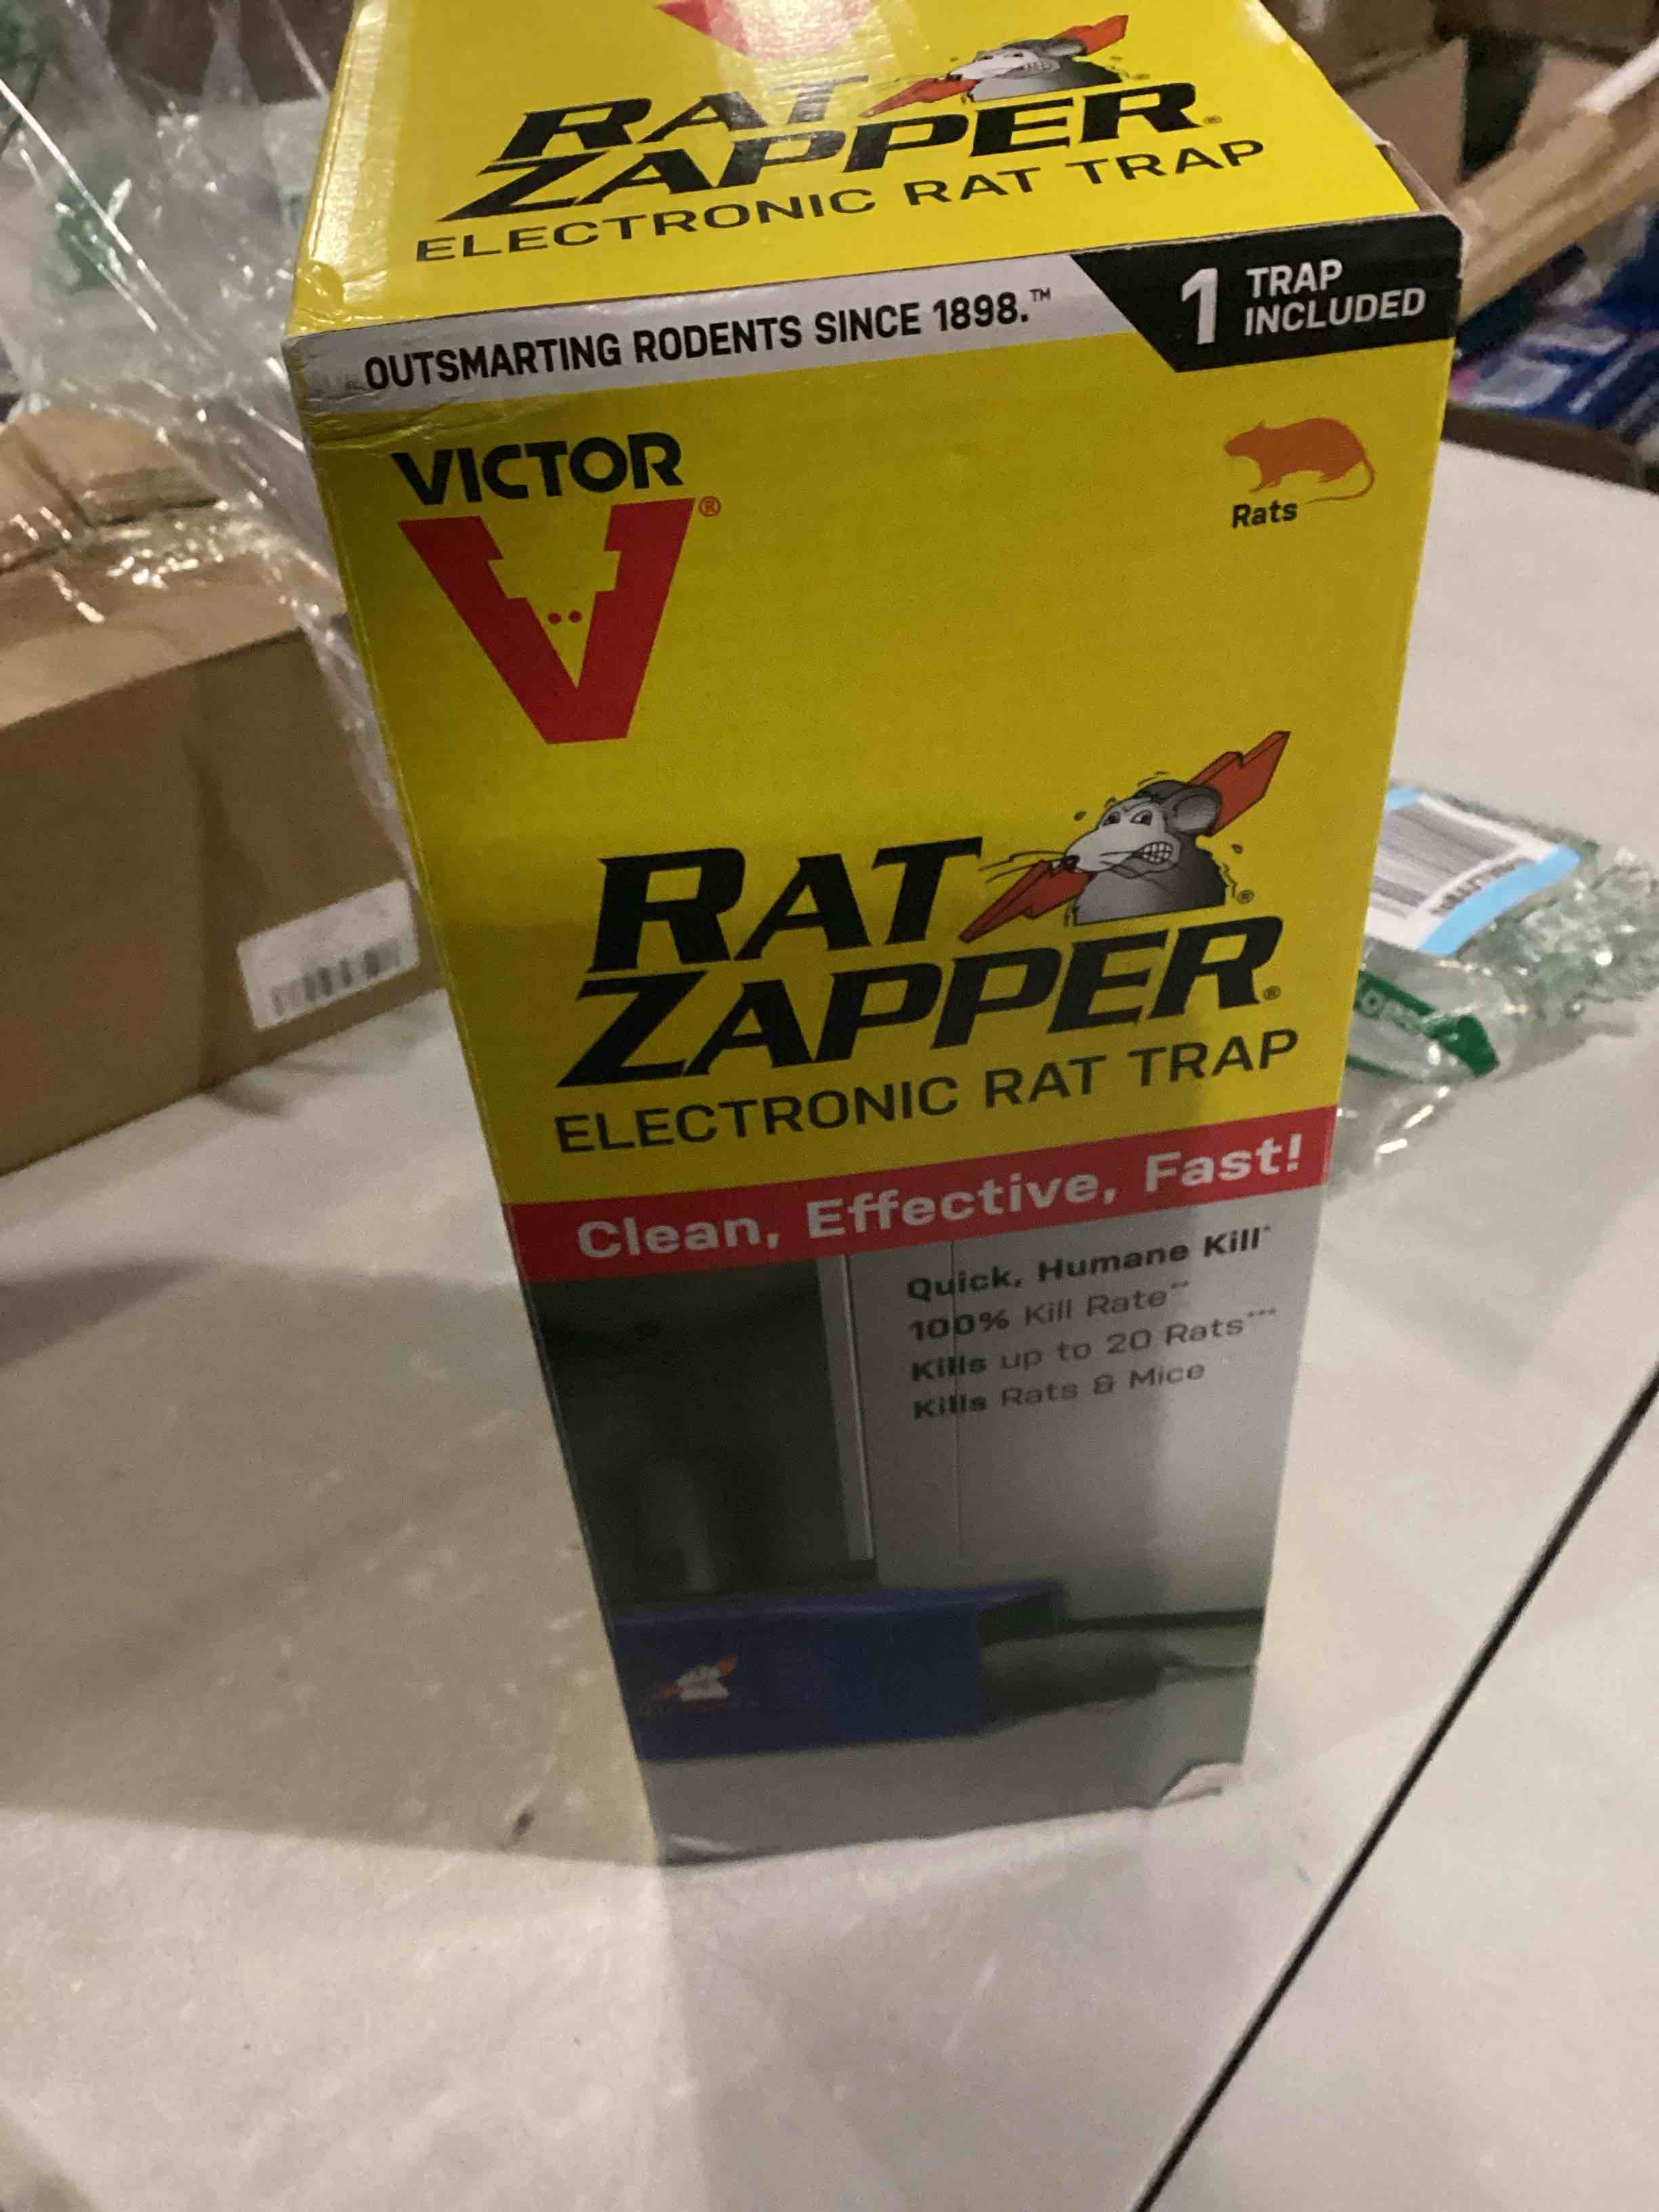 RAT
ZAPPER®
ELECTRONIC RAT TRAP
OUTSMARTING RODENTS SINCE 1898.™
1 TRAP
INCLUDED
VICTOR
V®
Rats
RAT
ZAPPER®
ELECTRONIC RAT TRAP
Clean, Effective, Fast!
Quick, Humane Kill*
100% Kill Rate**
Kills up to 20 Rats***
Kills Rats & Mice